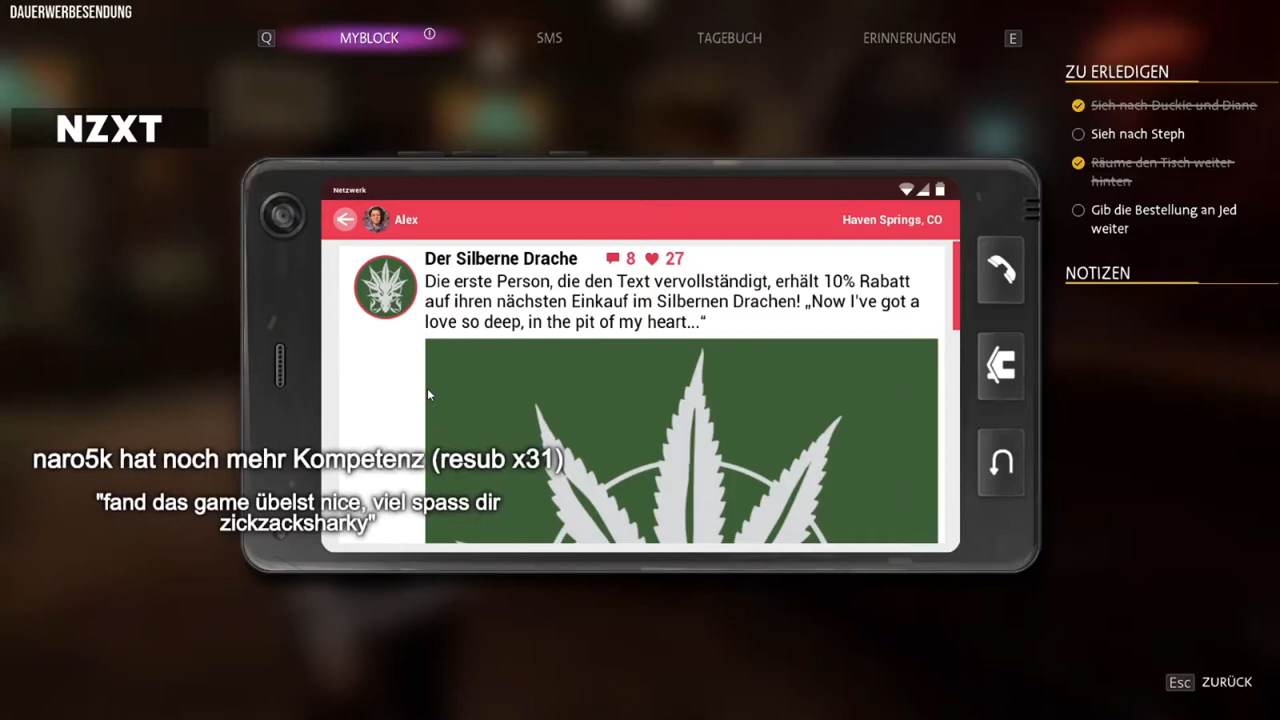 DAUERWERBESENDUNG
Q MYBLOCK SMS TAGEBUCH ERINNERUNGEN E
NZXT
ZU ERLEDIGEN
Sieh nach Duckie und Diane
Sieh nach Steph
Räume den Tisch weiter
hinten
Gib die Bestellung an Jed
weiter
NOTIZEN
Netzwerk
Alex Haven Springs, CO
Der Silberne Drache 8 27
Die erste Person, die den Text vervollständigt, erhält 10% Rabatt
auf ihren nächsten Einkauf im Silbernen Drachen! „Now I've got a
love so deep, in the pit of my heart...“
naro5k hat noch mehr Kompetenz (resub x31)
"fand das game übelst nice, viel spass dir
zickzacksharky"
Esc ZURÜCK